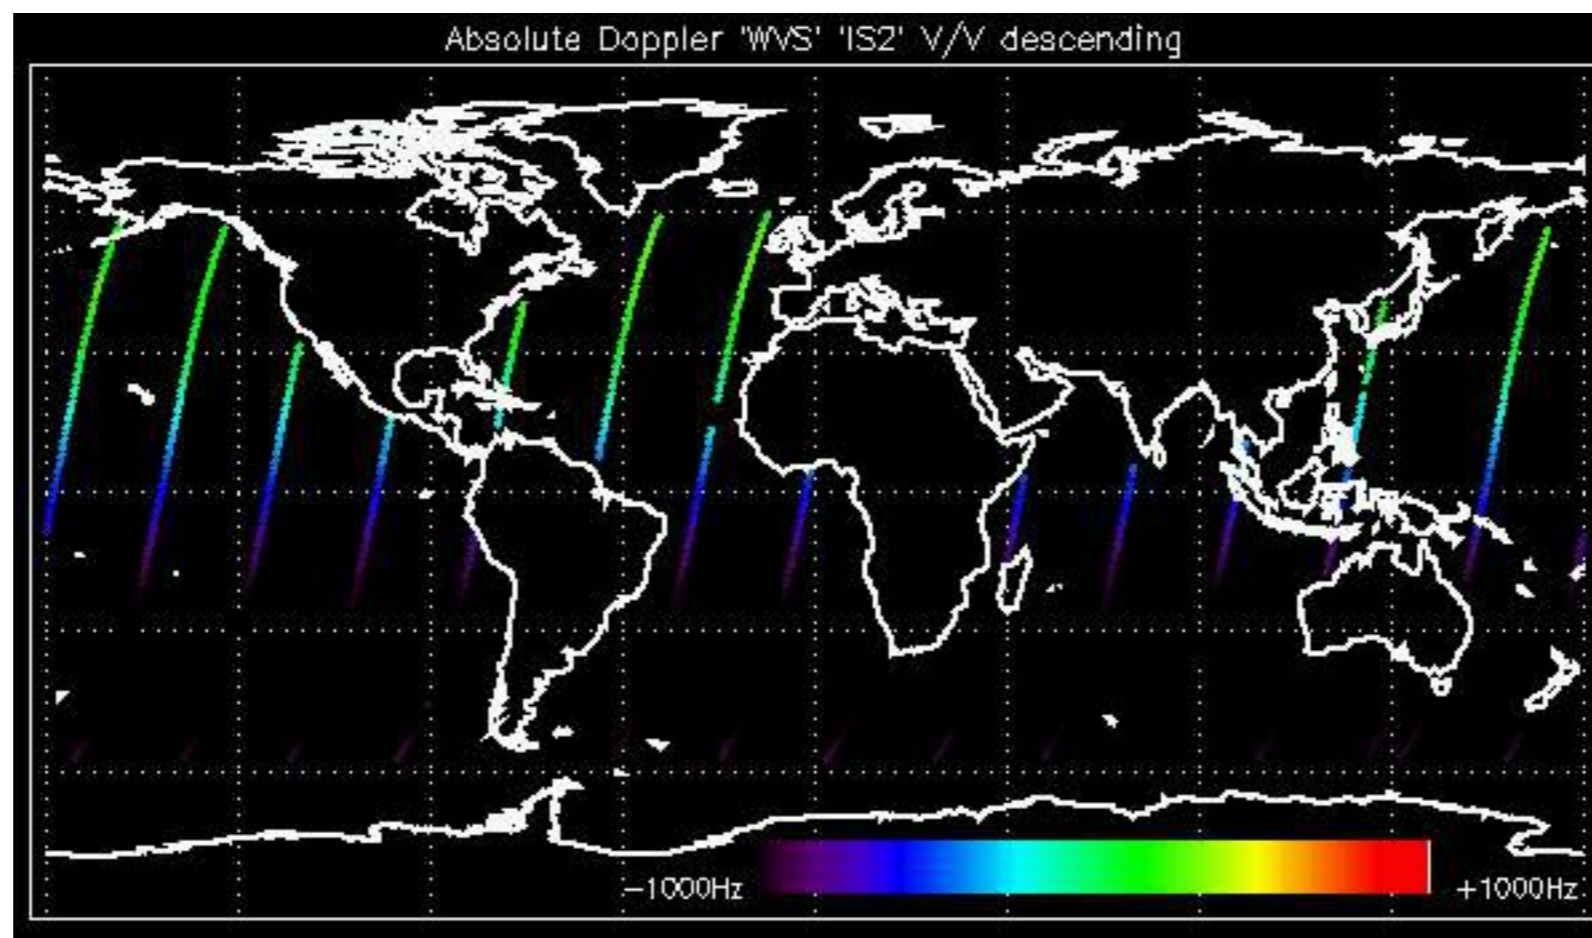 Absolute Doppler 'WVS' 'IS2' V/V descending
−1000Hz
+1000Hz